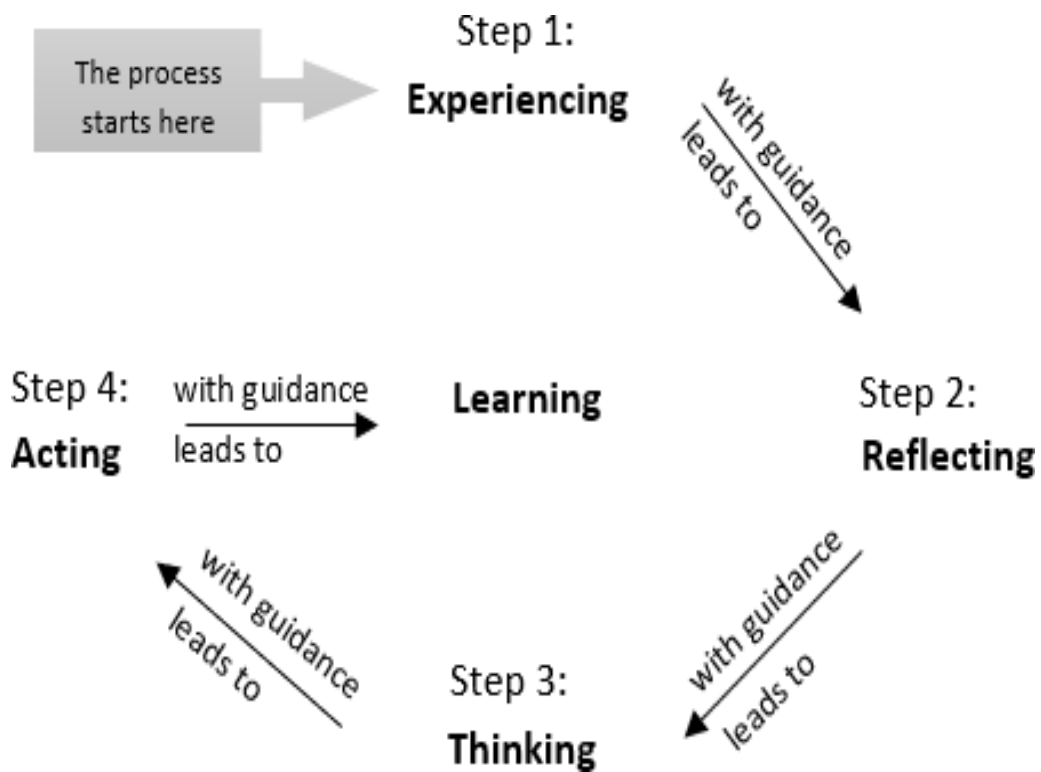 The process
starts here
Step 1:
Experiencing
with guidance
leads to
Step 2:
Reflecting
with guidance
leads to
Step 3:
Thinking
with guidance
leads to
Step 4:
Acting
with guidance
leads to
Learning